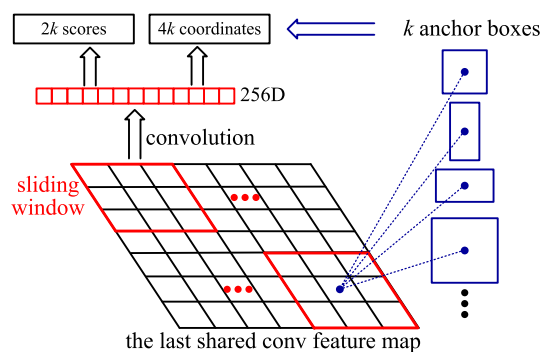 2k scores
4k coordinates
k anchor boxes
256D
convolution
sliding
window
the last shared conv feature map